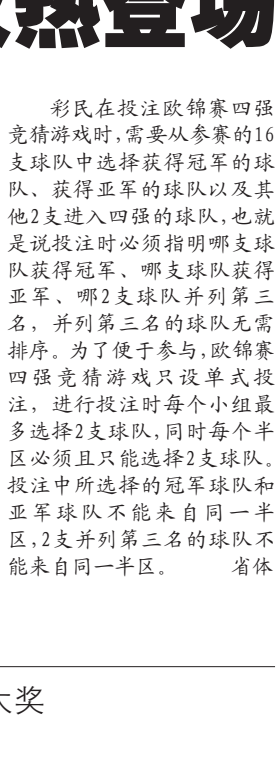 热登场
彩民在投注欧锦赛四强
竞猜游戏时,需要从参赛的16
支球队中选择获得冠军的球
队、获得亚军的球队以及其
他2支进入四强的球队,也就
是说投注时必须指明哪支球
队获得冠军、哪支球队获得
亚军、哪2支球队并列第三
名，并列第三名的球队无需
排序。为了便于参与,欧锦赛
四强竞猜游戏只设单式投
注，进行投注时每个小组最
多选择2支球队,同时每个半
区必须且只能选择2支球队。
投注中所选择的冠军球队和
亚军球队不能来自同一半
区,2支并列第三名的球队不
能来自同一半区。 省体
大奖